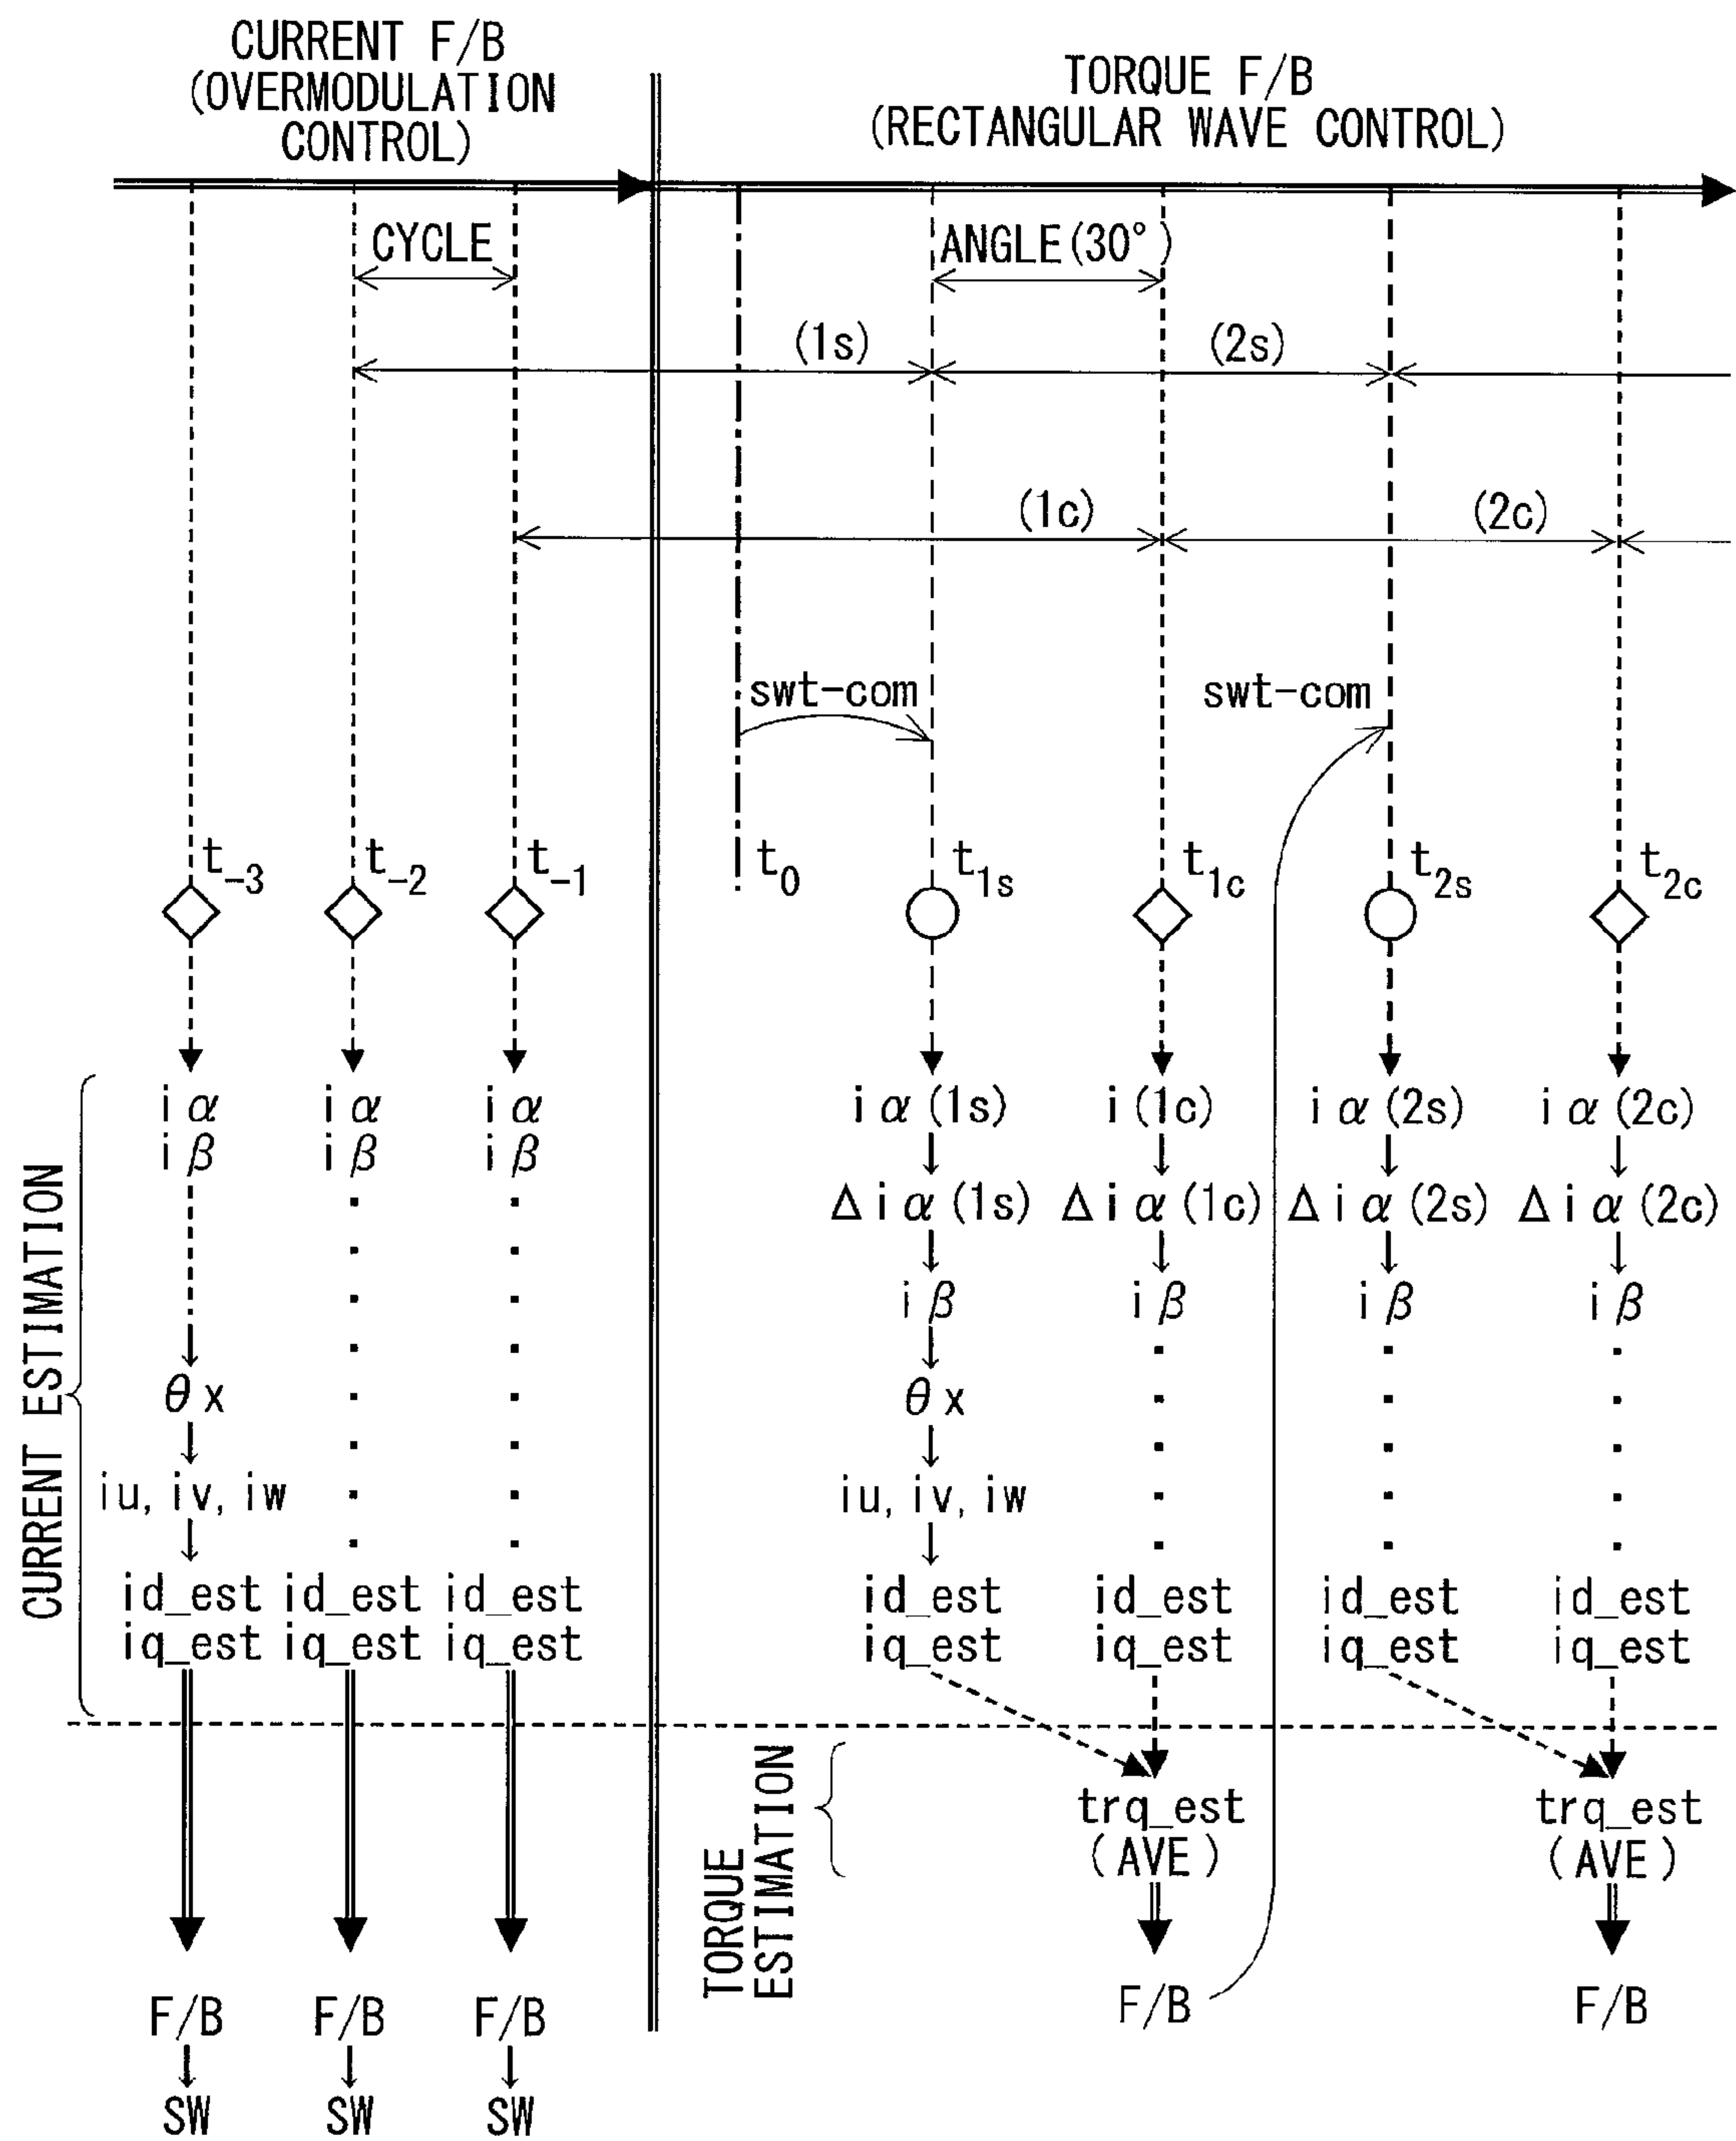 CURRENT F/B
(OVERMODULATION
CONTROL)
TORQUE F/B
(RECTANGULAR WAVE CONTROL)
CYCLE
ANGLE(30°)
(1s)
(2s)
(1c)
(2c)
swt-com
swt-com
t-3
t-2
t-1
t0
t1s
t1c
t2s
t2c
CURRENT ESTIMATION
iα iα iα iα(1s) i(1c) iα(2s) iα(2c)
iβ iβ iβ
Δiα(1s) Δiα(1c) Δiα(2s) Δiα(2c)
iβ iβ iβ iβ
θx θx
iu, iv, iw iu, iv, iw
id_est id_est id_est id_est id_est id_est id_est
iq_est iq_est iq_est iq_est iq_est iq_est iq_est
TORQUE
ESTIMATION
trq_est trq_est
(AVE) (AVE)
F/B F/B F/B F/B F/B
SW SW SW